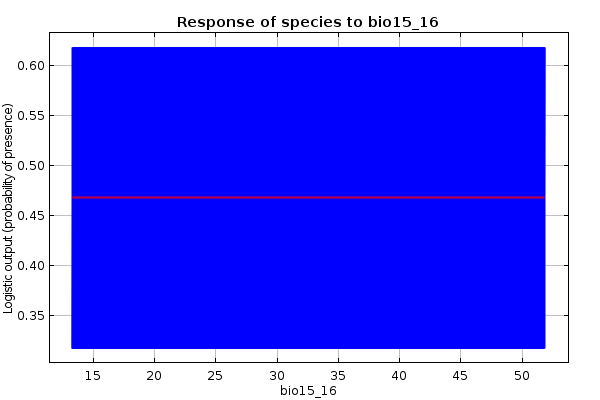 Response of species to bio15_16
Logistic output (probability of presence)
0.60
0.55
0.50
0.45
0.40
0.35
15 20 25 30 35 40 45 50
bio15_16